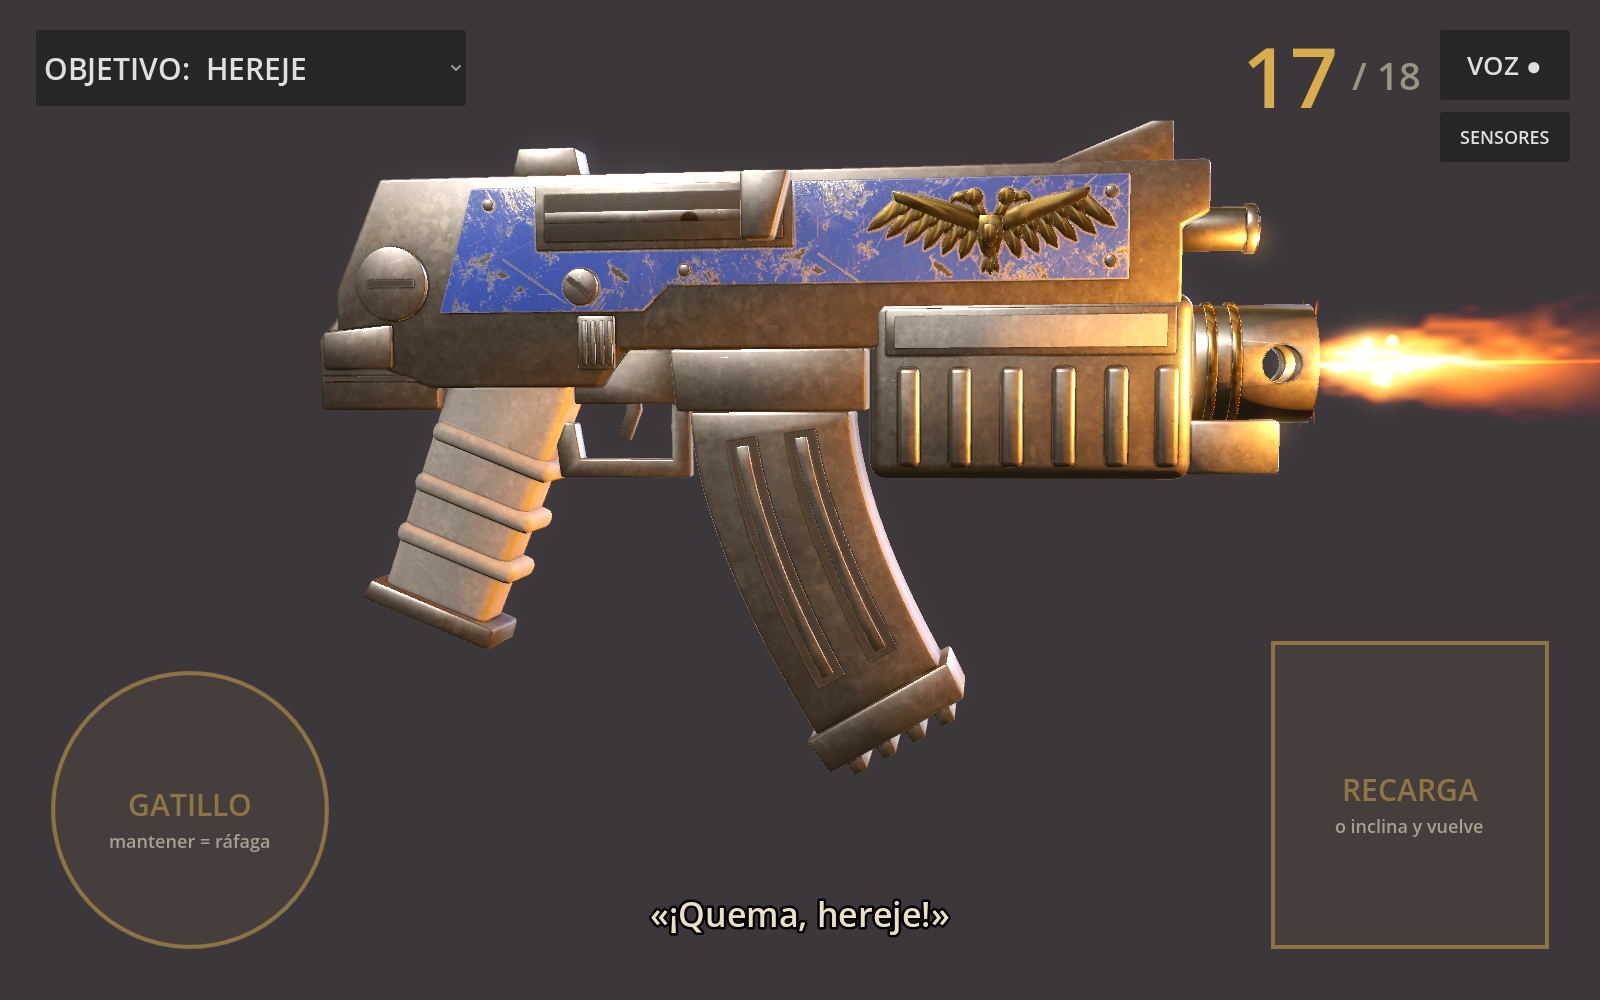 OBJETIVO: HEREJE
17 / 18
VOZ ●
SENSORES
GATILLO
mantener = ráfaga
RECARGA
o inclina y vuelve
«¡Quema, hereje!»